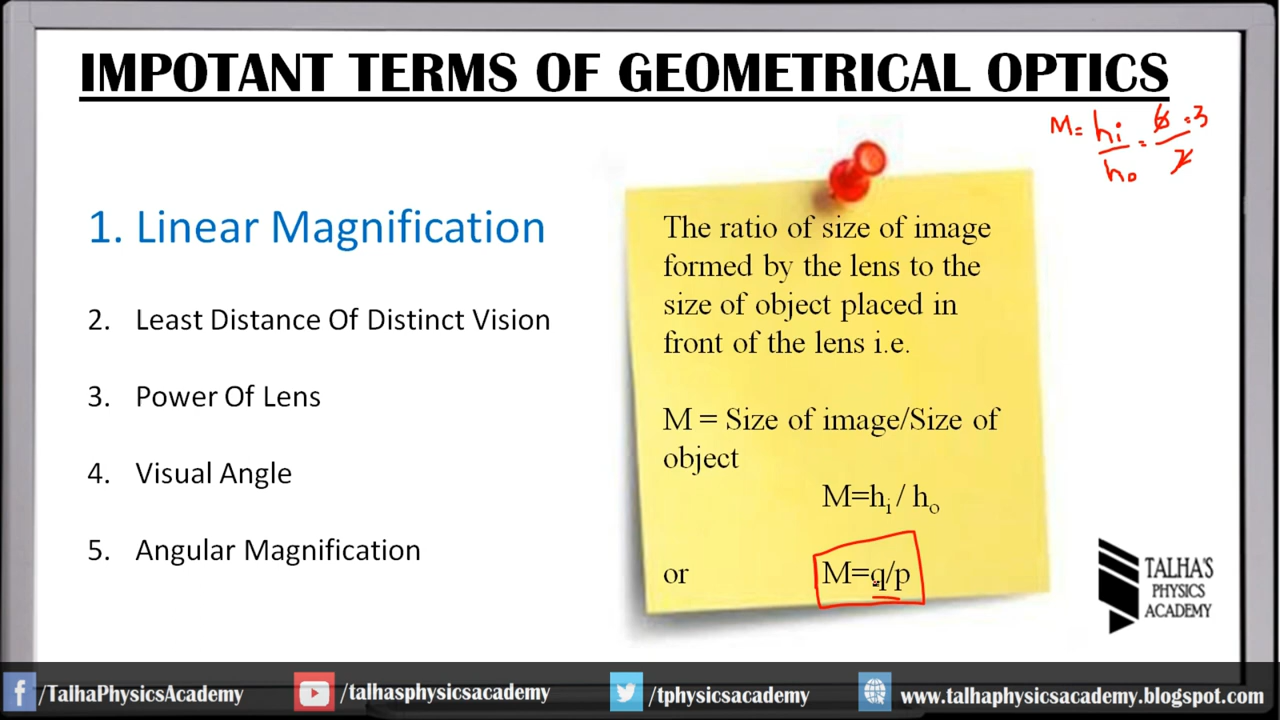 IMPOTANT TERMS OF GEOMETRICAL OPTICS
M = hi/ho = 6/2 = 3
1. Linear Magnification
2. Least Distance Of Distinct Vision
3. Power Of Lens
4. Visual Angle
5. Angular Magnification
The ratio of size of image
formed by the lens to the
size of object placed in
front of the lens i.e.
M = Size of image/Size of
object
M=hi / ho
or M=q/p
TALHA'S
PHYSICS
ACADEMY
/TalhaPhysicsAcademy
/talhasphysicsacademy
/tphysicsacademy
www.talhaphysicsacademy.blogspot.com